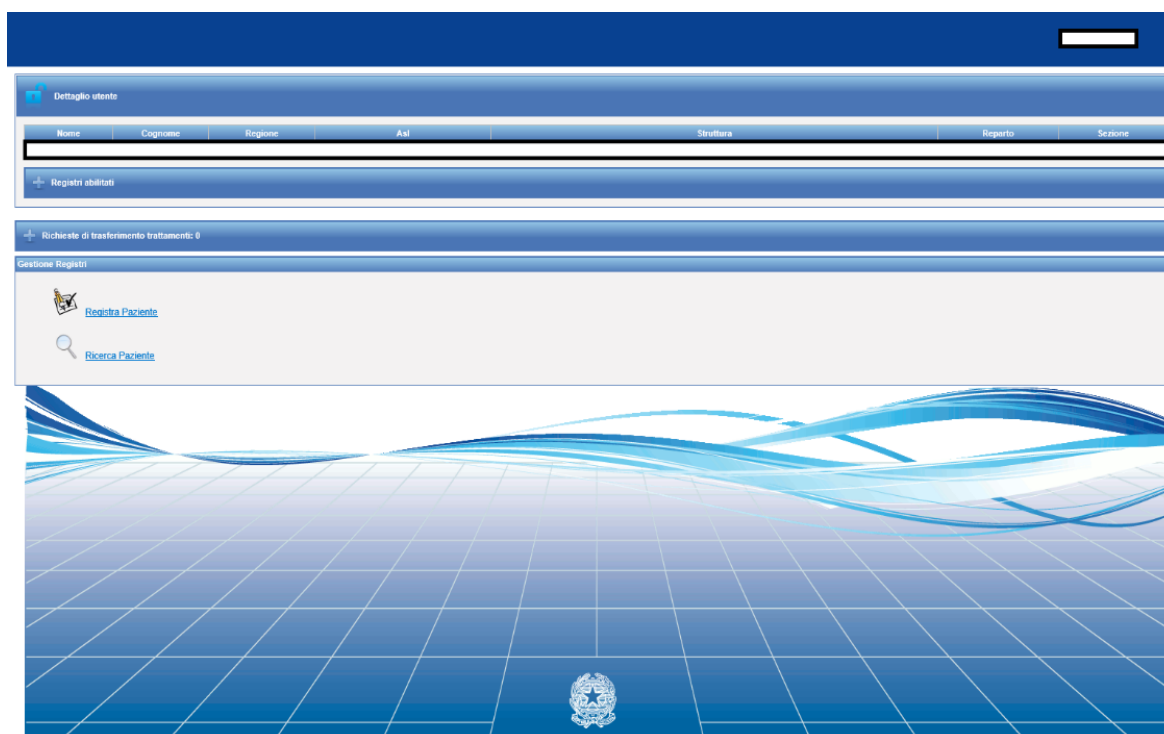 Dettaglio utente
Nome Cognome Regione Asl Struttura Reparto Sezione
Registri abilitati
Richieste di trasferimento trattamenti: 0
Gestione Registri
Registra Paziente
Ricerca Paziente